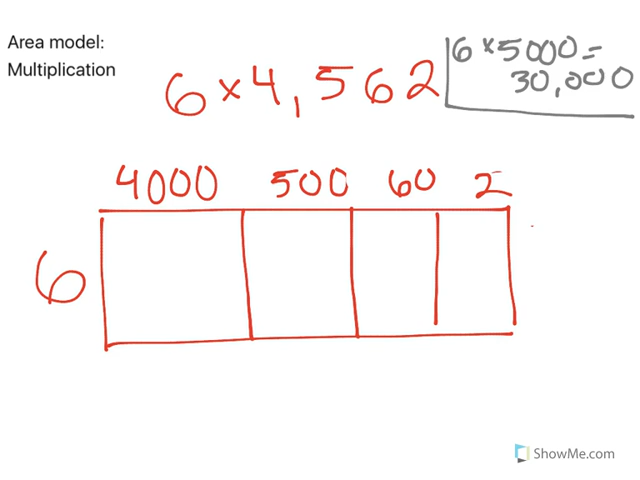 Area model:
Multiplication
6 × 4,562
6 × 5000 =
30,000
4000 500 60 2
6
ShowMe.com